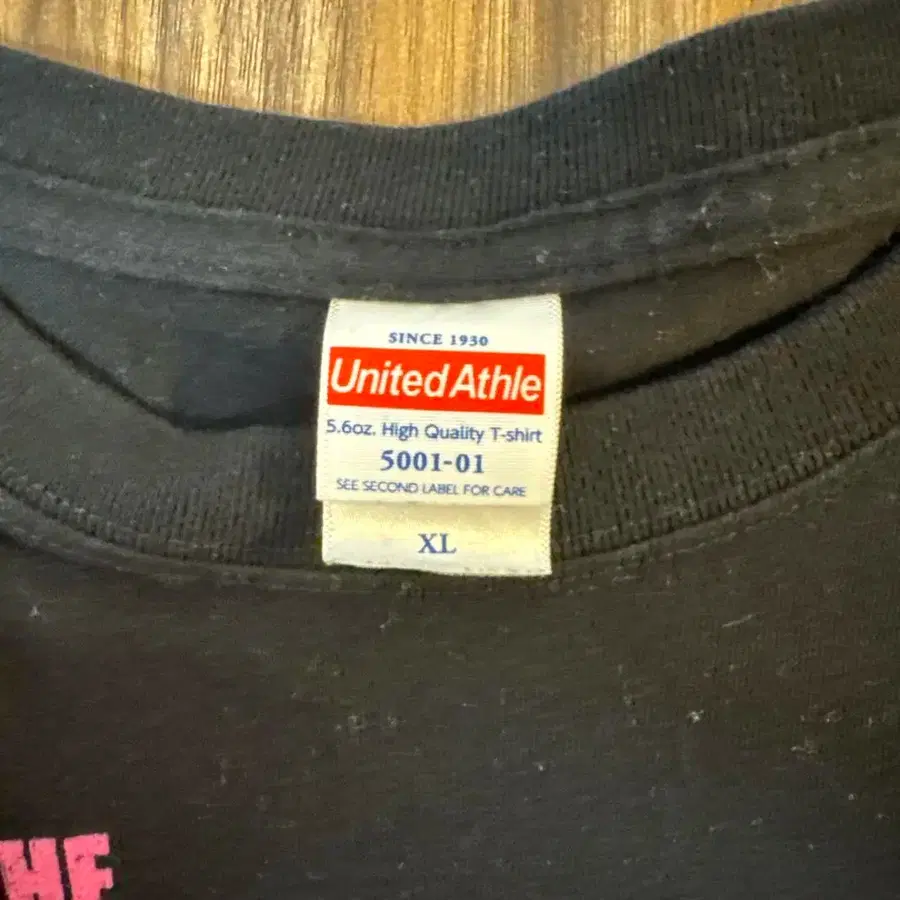 SINCE 1930
United Athle
5.6oz. High Quality T-shirt
5001-01
SEE SECOND LABEL FOR CARE
XL